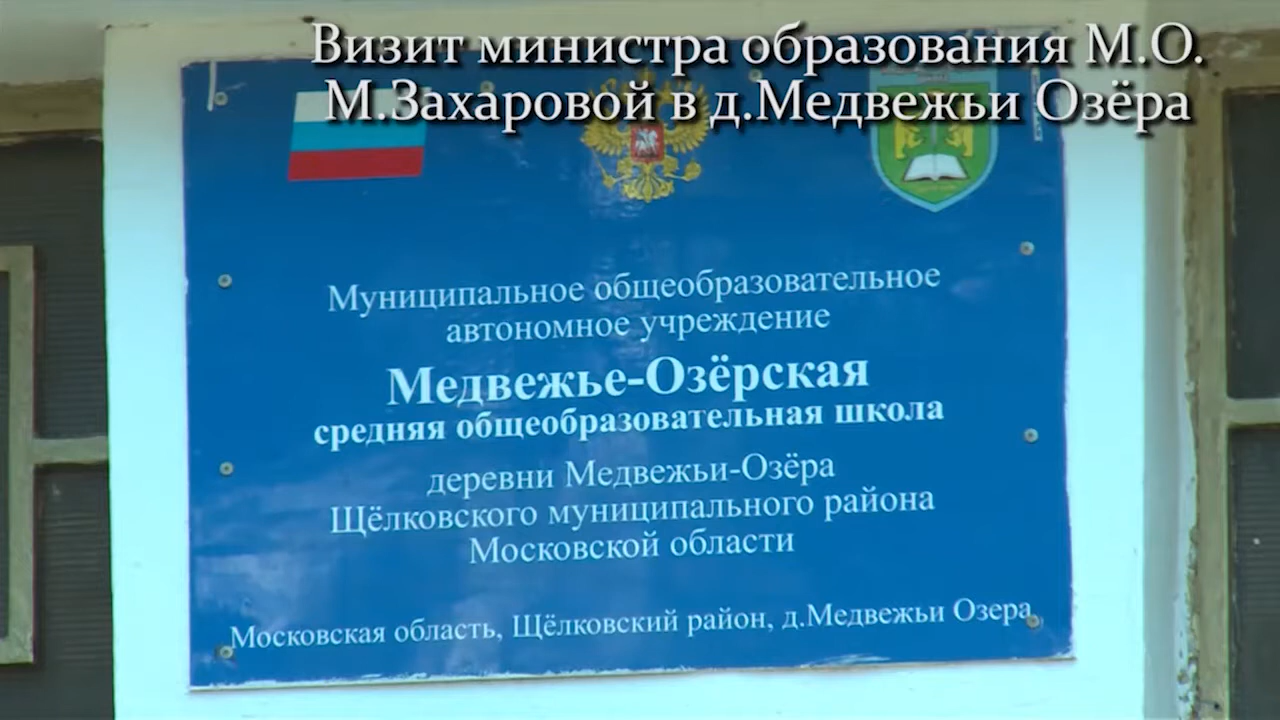 Визит министра образования М.О.
М.Захаровой в д.Медвежьи Озёра
Муниципальное общеобразовательное
автономное учреждение
Медвежье-Озёрская
средняя общеобразовательная школа
деревни Медвежьи-Озёра
Щёлковского муниципального района
Московской области
Московская область, Щёлковский район, д.Медвежьи Озера